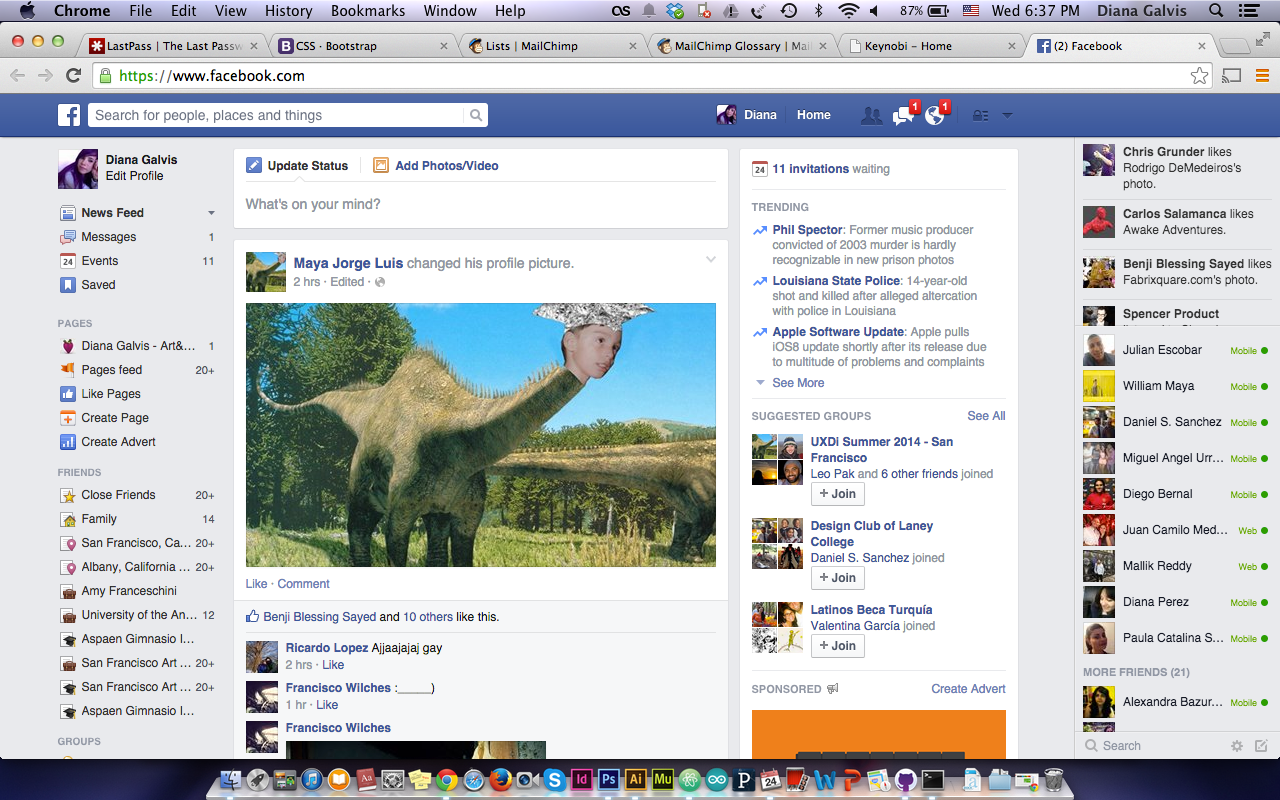 Chrome File Edit View History Bookmarks Window Help 87% Wed 6:37 PM Diana Galvis
LastPass | The Last Passw
CSS · Bootstrap
Lists | MailChimp
MailChimp Glossary | Mai
Keynobi – Home
(2) Facebook
https://www.facebook.com
Search for people, places and things
Diana Home 1 1
Diana Galvis
Edit Profile
News Feed
Messages 1
Events 11
Saved
PAGES
Diana Galvis - Art&... 1
Pages feed 20+
Like Pages
Create Page
Create Advert
FRIENDS
Close Friends 20+
Family 14
San Francisco, Ca... 20+
Albany, California ... 20+
Amy Franceschini
University of the An... 12
Aspaen Gimnasio I...
San Francisco Art ... 20+
San Francisco Art ... 20+
Aspaen Gimnasio I...
GROUPS
Update Status Add Photos/Video
What's on your mind?
Maya Jorge Luis changed his profile picture.
2 hrs · Edited ·
Like · Comment
Benji Blessing Sayed and 10 others like this.
Ricardo Lopez Ajjaajajaj gay
2 hrs · Like
Francisco Wilches :______)
1 hr · Like
Francisco Wilches
24 11 invitations waiting
TRENDING
Phil Spector: Former music producer
convicted of 2003 murder is hardly
recognizable in new prison photos
Louisiana State Police: 14-year-old
shot and killed after alleged altercation
with police in Louisiana
Apple Software Update: Apple pulls
iOS8 update shortly after its release due
to multitude of problems and complaints
See More
SUGGESTED GROUPS See All
UXDi Summer 2014 - San
Francisco
Leo Pak and 6 other friends joined
+ Join
Design Club of Laney
College
Daniel S. Sanchez joined
+ Join
Latinos Beca Turquía
Valentina García joined
+ Join
SPONSORED Create Advert
Chris Grunder likes
Rodrigo DeMedeiros's
photo.
Carlos Salamanca likes
Awake Adventures.
Benji Blessing Sayed likes
Fabrixquare.com's photo.
Spencer Product
Julian Escobar Mobile
William Maya Mobile
Daniel S. Sanchez Mobile
Miguel Angel Urr... Mobile
Diego Bernal Mobile
Juan Camilo Med... Web
Mallik Reddy Web
Diana Perez Mobile
Paula Catalina S... Mobile
MORE FRIENDS (21)
Alexandra Bazur... Mobile
Search
Id Ps Ai Mu